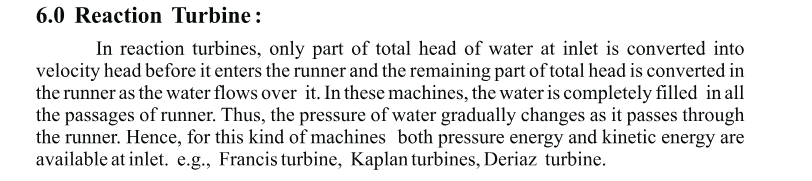 6.0 Reaction Turbine:
In reaction turbines, only part of total head of water at inlet is converted into
velocity head before it enters the runner and the remaining part of total head is converted in
the runner as the water flows over it. In these machines, the water is completely filled in all
the passages of runner. Thus, the pressure of water gradually changes as it passes through
the runner. Hence, for this kind of machines both pressure energy and kinetic energy are
available at inlet. e.g., Francis turbine, Kaplan turbines, Deriaz turbine.